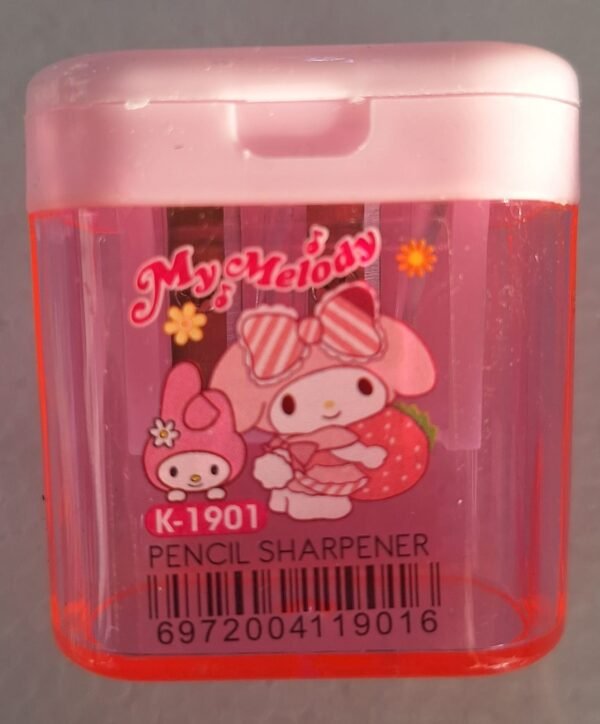 My Melody
K-1901
PENCIL SHARPENER
6972004119016